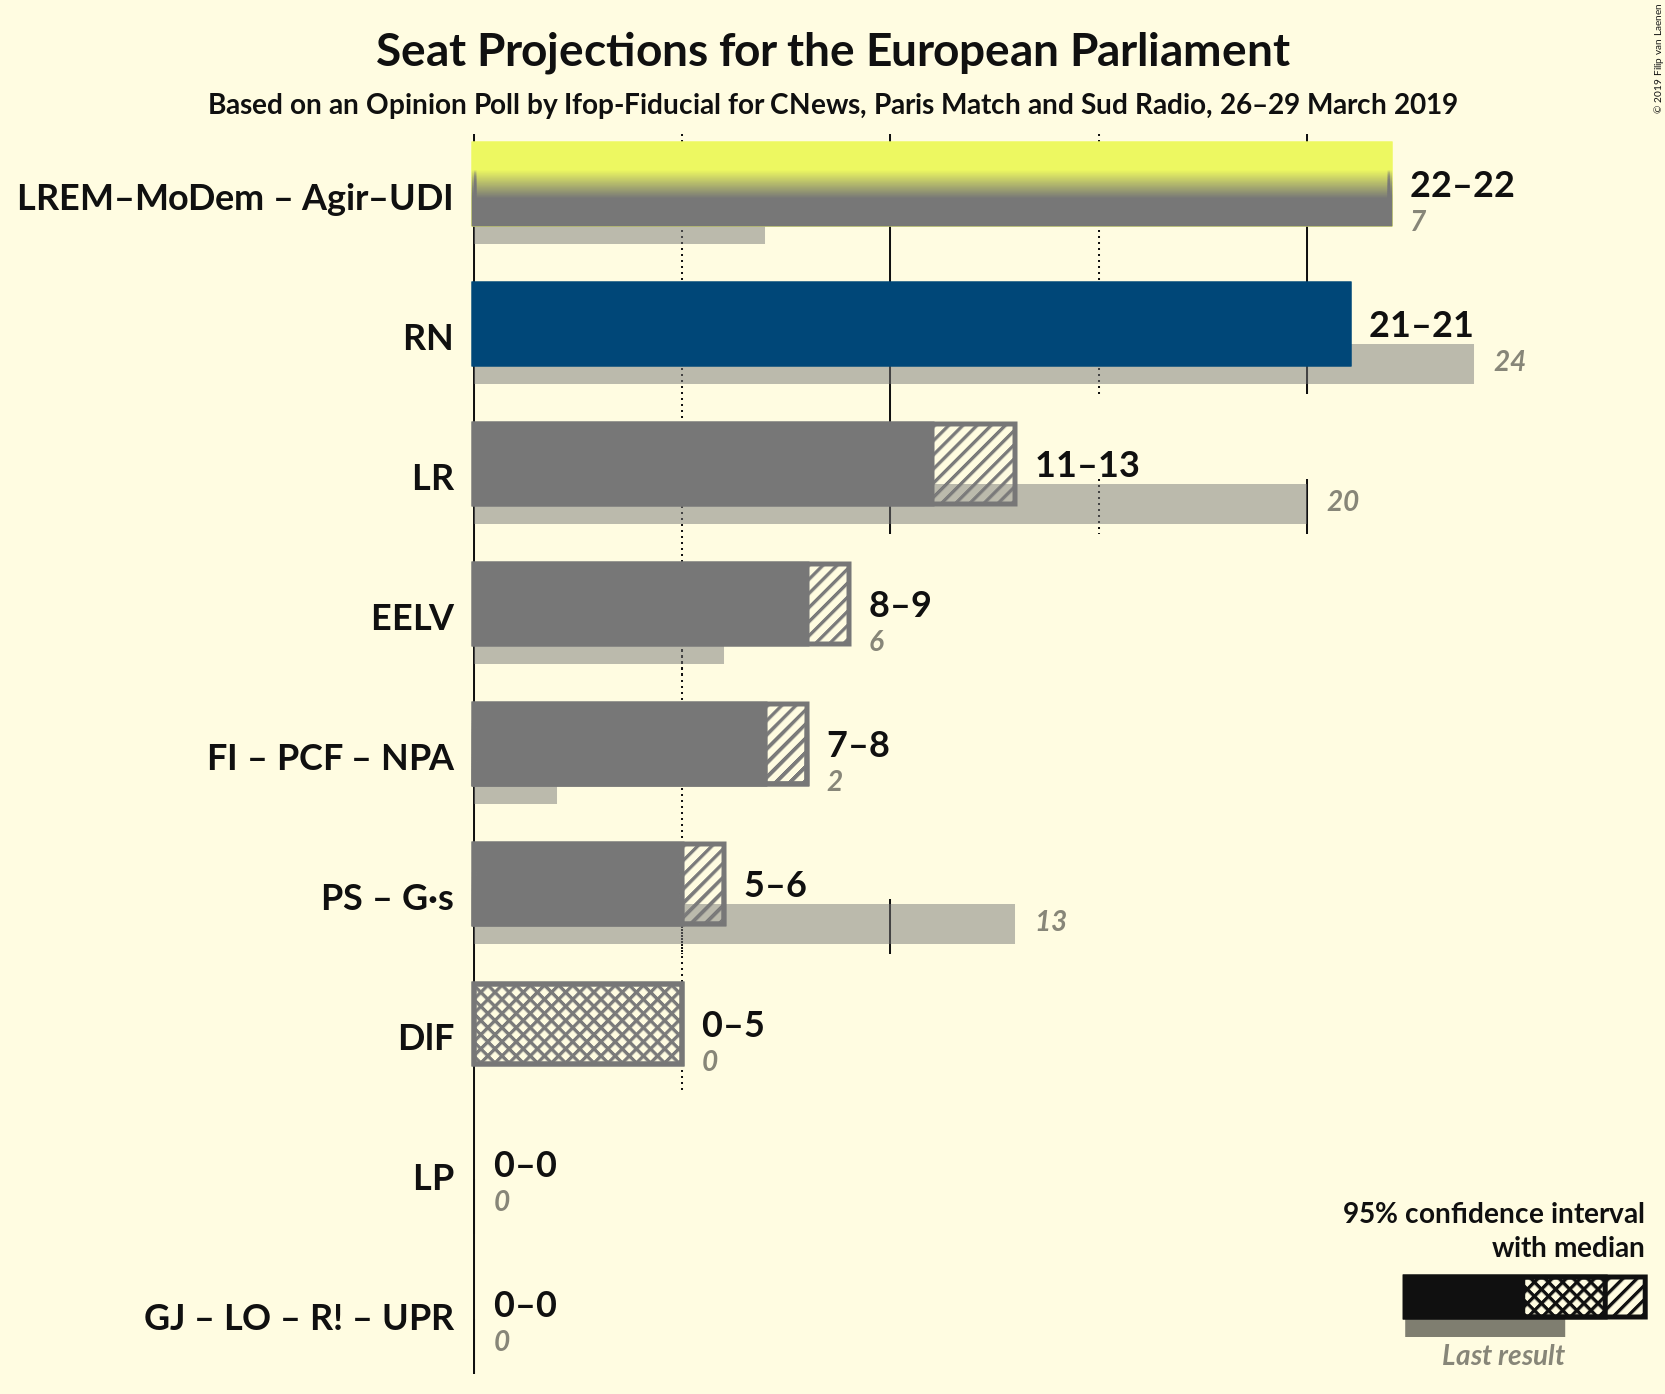 Seat Projections for the European Parliament
Based on an Opinion Poll by Ifop-Fiducial for CNews, Paris Match and Sud Radio, 26–29 March 2019
© 2019 Filip van Laenen
LREM–MoDem – Agir–UDI
22–22
7
RN
21–21
24
LR
11–13
20
EELV
8–9
6
FI – PCF – NPA
7–8
2
PS – G·s
5–6
13
DlF
0–5
0
LP
0–0
0
GJ – LO – R! – UPR
0–0
0
95% confidence interval
with median
Last result